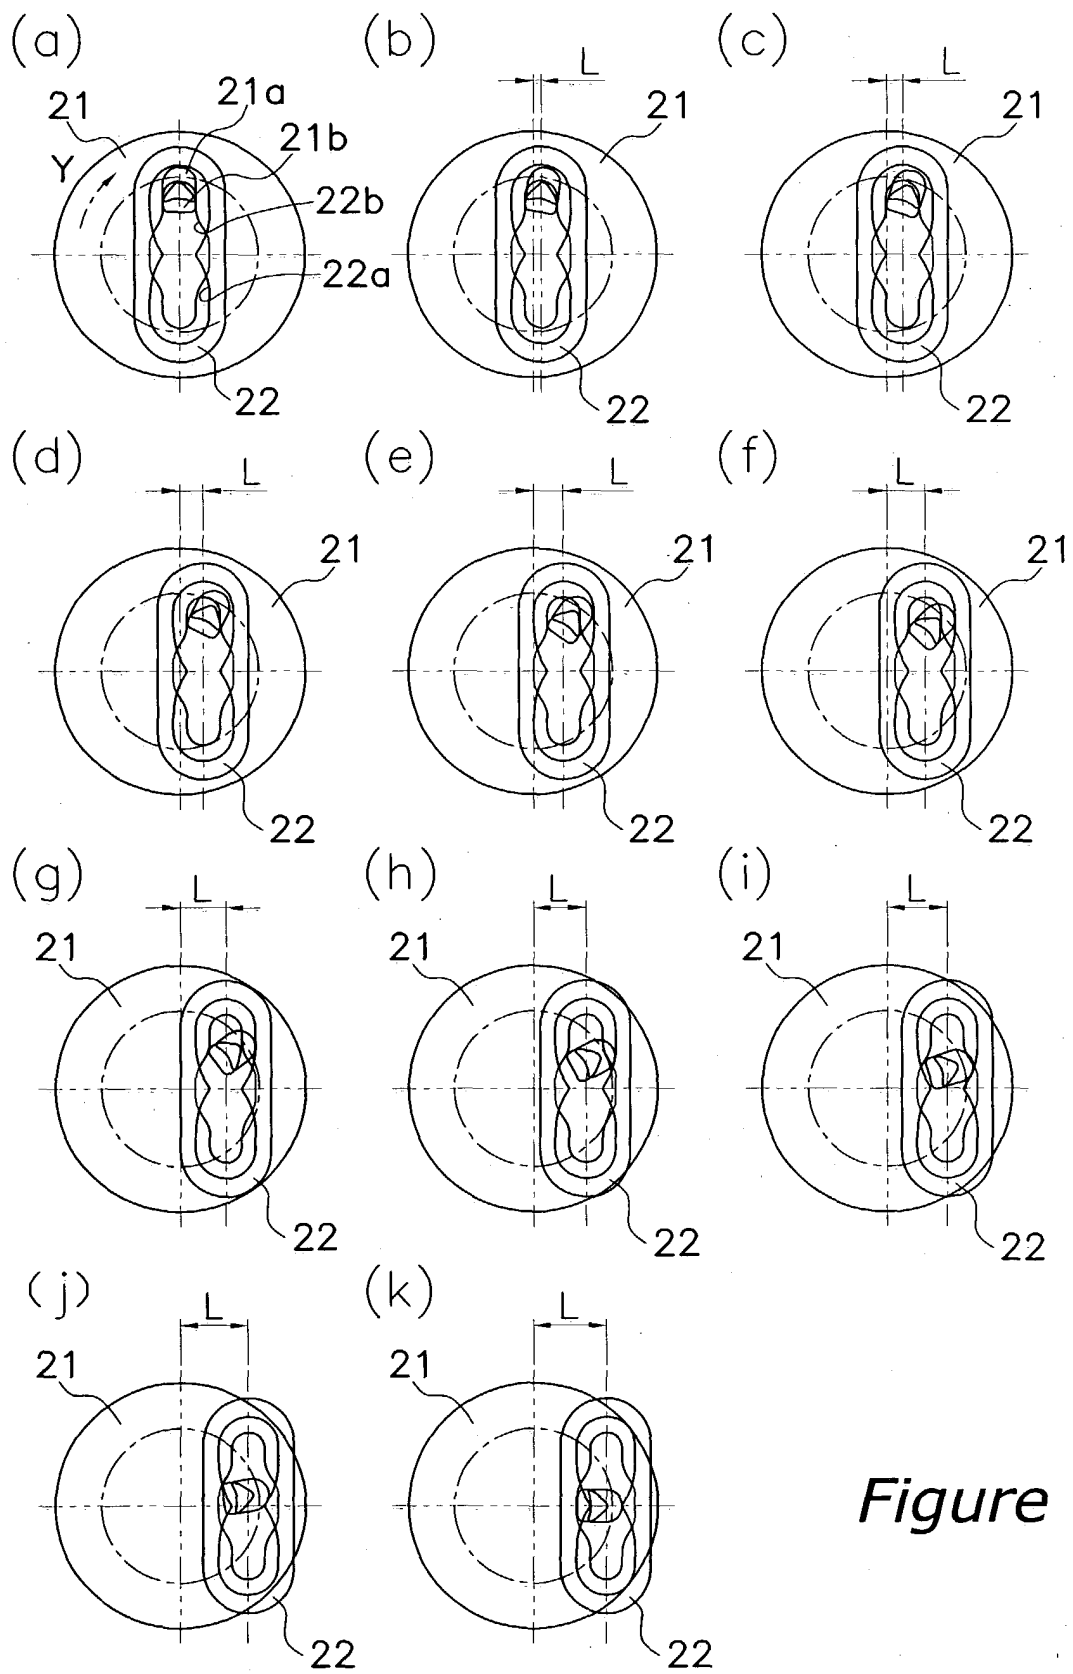 (a) (b) (c)
L L
21 21a 21 21
21b
Y
22b
22a
22 22 22
(d) (e) (f)
L L L
21 21 21
22 22 22
(g) (h) (i)
L L L
21 21 21
22 22 22
(j) (k)
L L
21 21
Figure
22 22